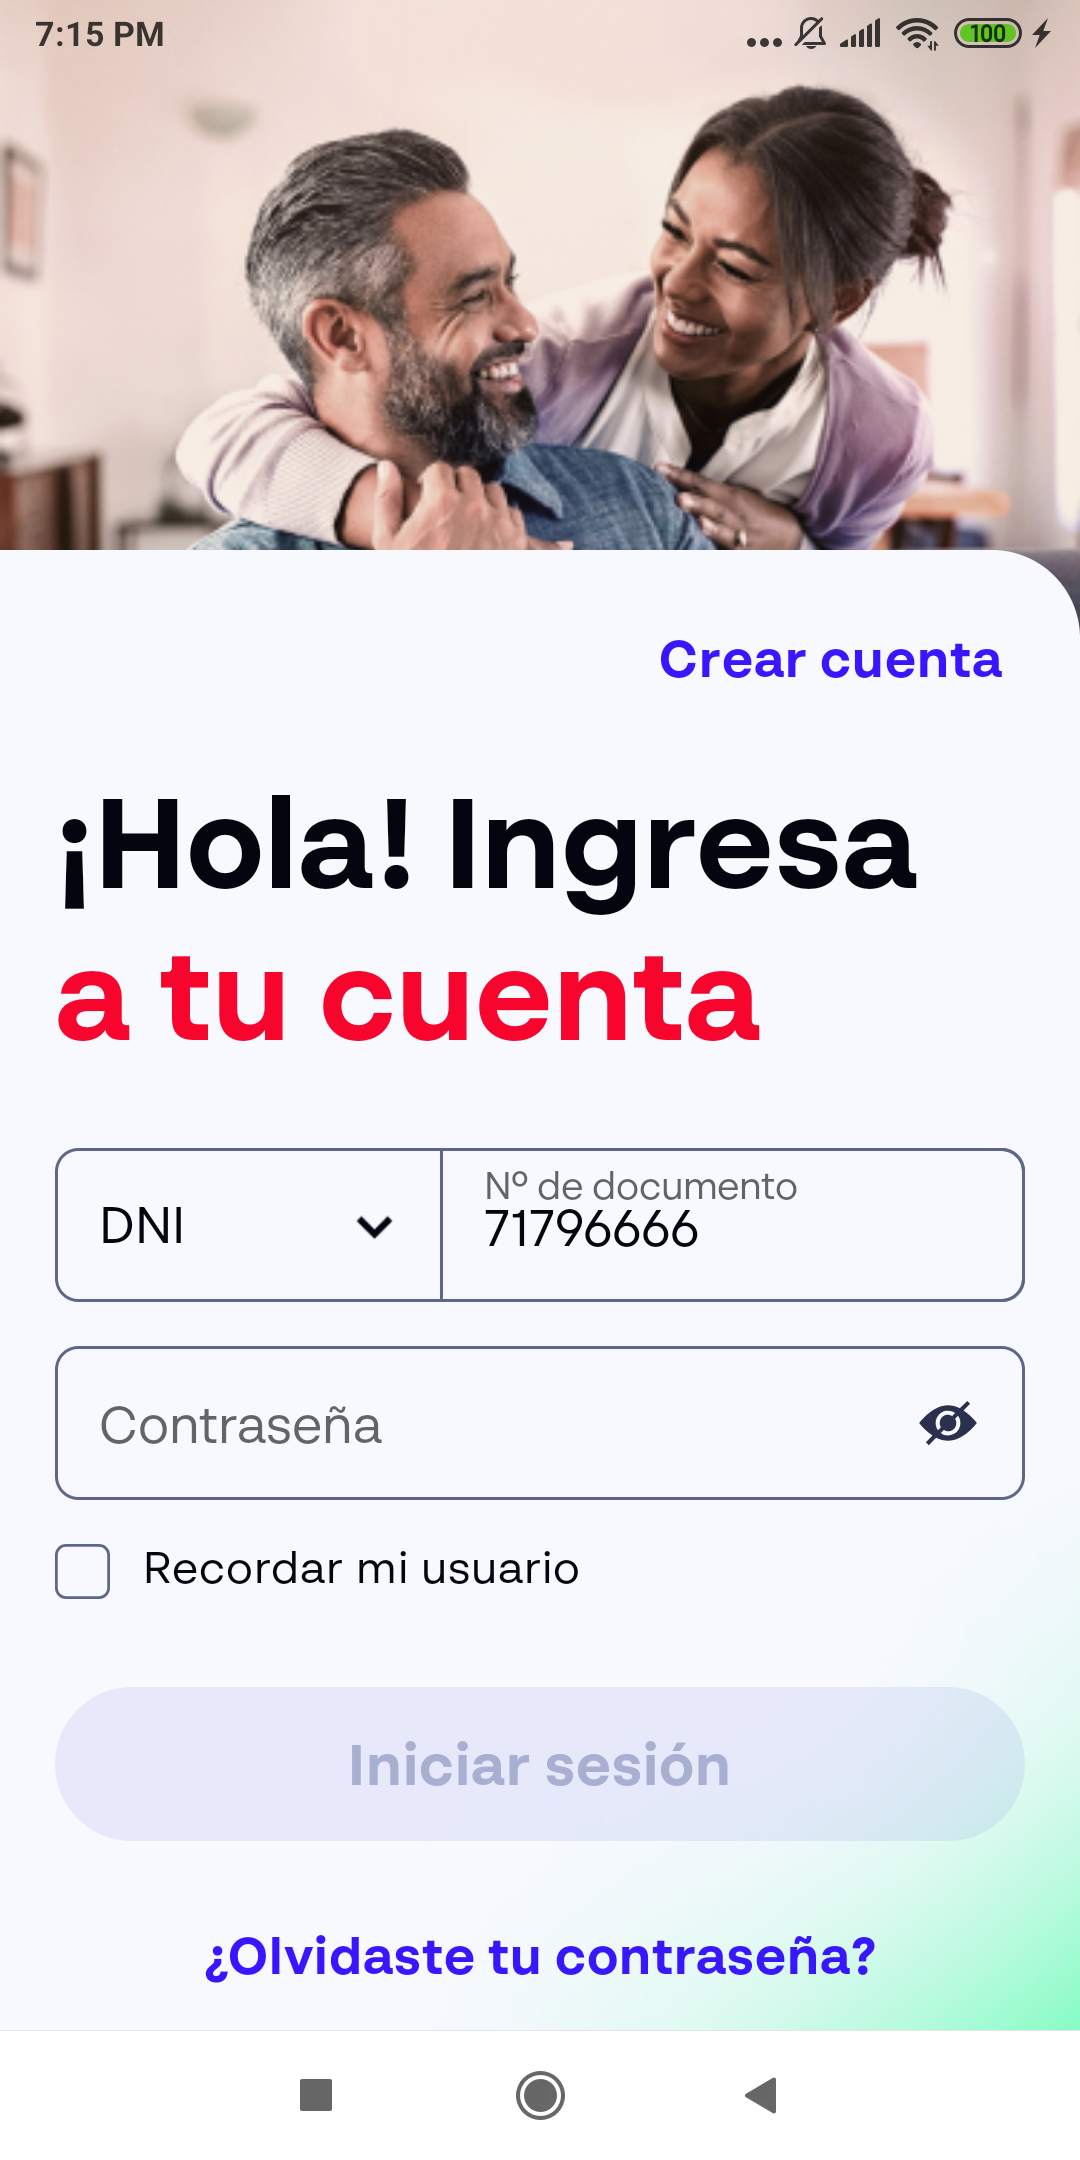 7:15 PM
100
Crear cuenta
¡Hola! Ingresa
a tu cuenta
DNI
Nº de documento
71796666
Contraseña
Recordar mi usuario
Iniciar sesión
¿Olvidaste tu contraseña?